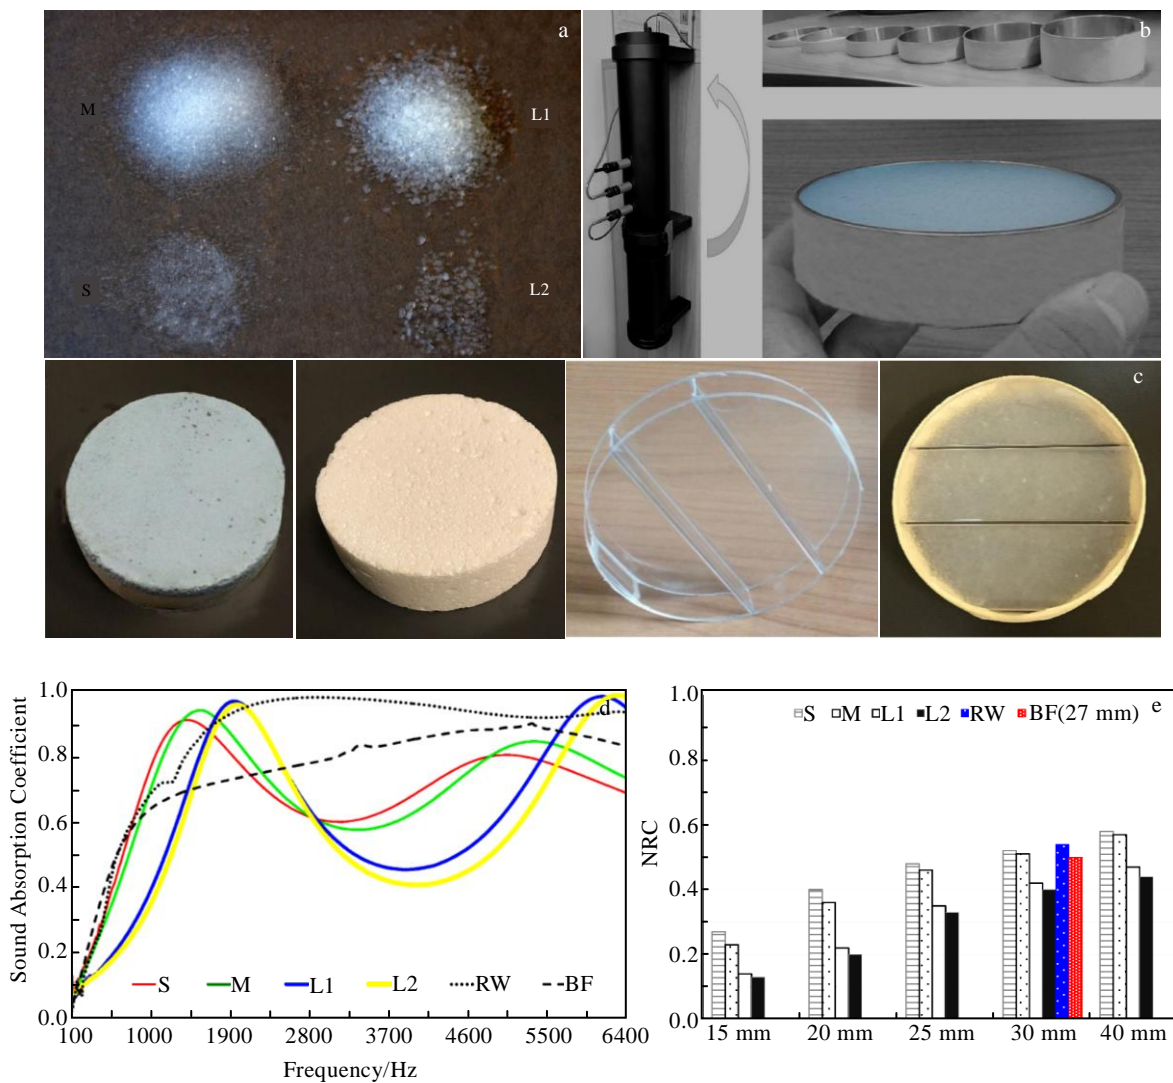 a
M
L1
S
L2
b
c
1.0
0.8
0.6
0.4
0.2
0.0
Sound Absorption Coefficient
d
S M L1 L2 RW BF
100 1000 1900 2800 3700 4600 5500 6400
Frequency/Hz
1.0
0.8
0.6
0.4
0.2
0.0
NRC
e
S M L1 L2 RW BF(27 mm)
15 mm 20 mm 25 mm 30 mm 40 mm